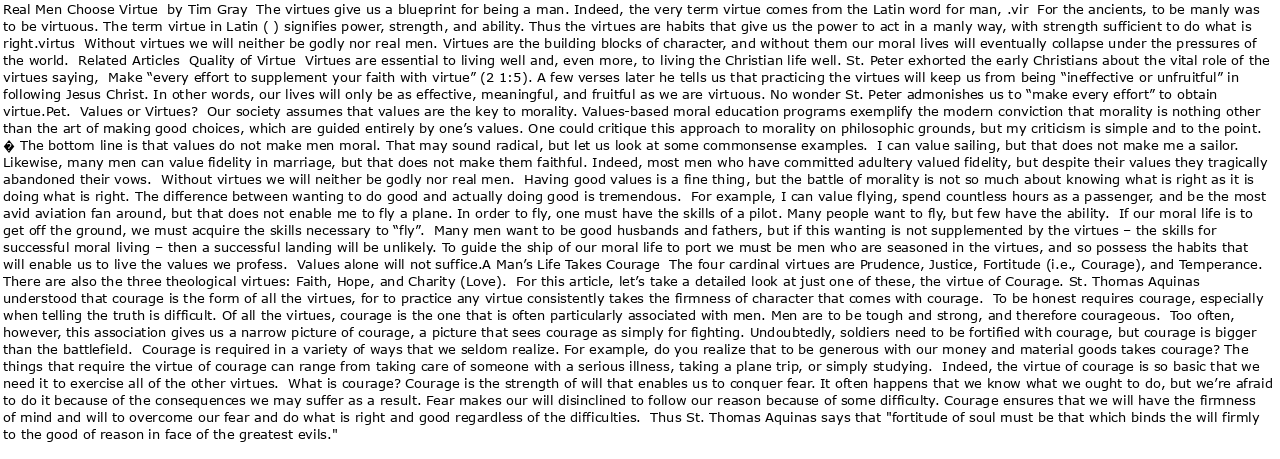 Real Men Choose Virtue  by Tim Gray  The virtues give us a blueprint for being a man. Indeed, the very term virtue comes from the Latin word for man, .vir  For the ancients, to be manly was
to be virtuous. The term virtue in Latin ( ) signifies power, strength, and ability. Thus the virtues are habits that give us the power to act in a manly way, with strength sufficient to do what is
right.virtus  Without virtues we will neither be godly nor real men. Virtues are the building blocks of character, and without them our moral lives will eventually collapse under the pressures of
the world.  Related Articles  Quality of Virtue  Virtues are essential to living well and, even more, to living the Christian life well. St. Peter exhorted the early Christians about the vital role of the
virtues saying,  Make “every effort to supplement your faith with virtue” (2 1:5). A few verses later he tells us that practicing the virtues will keep us from being “ineffective or unfruitful” in
following Jesus Christ. In other words, our lives will only be as effective, meaningful, and fruitful as we are virtuous. No wonder St. Peter admonishes us to “make every effort” to obtain
virtue.Pet.  Values or Virtues?  Our society assumes that values are the key to morality. Values-based moral education programs exemplify the modern conviction that morality is nothing other
than the art of making good choices, which are guided entirely by one’s values. One could critique this approach to morality on philosophic grounds, but my criticism is simple and to the point.
� The bottom line is that values do not make men moral. That may sound radical, but let us look at some commonsense examples.  I can value sailing, but that does not make me a sailor.
Likewise, many men can value fidelity in marriage, but that does not make them faithful. Indeed, most men who have committed adultery valued fidelity, but despite their values they tragically
abandoned their vows.  Without virtues we will neither be godly nor real men.  Having good values is a fine thing, but the battle of morality is not so much about knowing what is right as it is
doing what is right. The difference between wanting to do good and actually doing good is tremendous.  For example, I can value flying, spend countless hours as a passenger, and be the most
avid aviation fan around, but that does not enable me to fly a plane. In order to fly, one must have the skills of a pilot. Many people want to fly, but few have the ability.  If our moral life is to
get off the ground, we must acquire the skills necessary to “fly”.  Many men want to be good husbands and fathers, but if this wanting is not supplemented by the virtues – the skills for
successful moral living – then a successful landing will be unlikely. To guide the ship of our moral life to port we must be men who are seasoned in the virtues, and so possess the habits that
will enable us to live the values we profess.  Values alone will not suffice.A Man’s Life Takes Courage  The four cardinal virtues are Prudence, Justice, Fortitude (i.e., Courage), and Temperance.
There are also the three theological virtues: Faith, Hope, and Charity (Love).  For this article, let’s take a detailed look at just one of these, the virtue of Courage. St. Thomas Aquinas
understood that courage is the form of all the virtues, for to practice any virtue consistently takes the firmness of character that comes with courage.  To be honest requires courage, especially
when telling the truth is difficult. Of all the virtues, courage is the one that is often particularly associated with men. Men are to be tough and strong, and therefore courageous.  Too often,
however, this association gives us a narrow picture of courage, a picture that sees courage as simply for fighting. Undoubtedly, soldiers need to be fortified with courage, but courage is bigger
than the battlefield.  Courage is required in a variety of ways that we seldom realize. For example, do you realize that to be generous with our money and material goods takes courage? The
things that require the virtue of courage can range from taking care of someone with a serious illness, taking a plane trip, or simply studying.  Indeed, the virtue of courage is so basic that we
need it to exercise all of the other virtues.  What is courage? Courage is the strength of will that enables us to conquer fear. It often happens that we know what we ought to do, but we’re afraid
to do it because of the consequences we may suffer as a result. Fear makes our will disinclined to follow our reason because of some difficulty. Courage ensures that we will have the firmness
of mind and will to overcome our fear and do what is right and good regardless of the difficulties.  Thus St. Thomas Aquinas says that "fortitude of soul must be that which binds the will firmly
to the good of reason in face of the greatest evils."